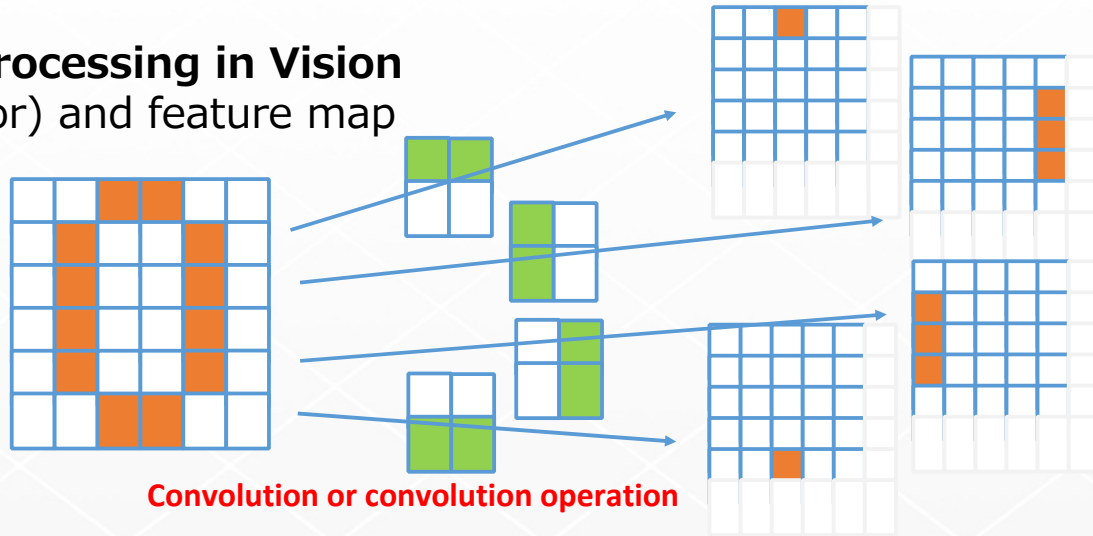 rocessing in Vision
or) and feature map
Convolution or convolution operation